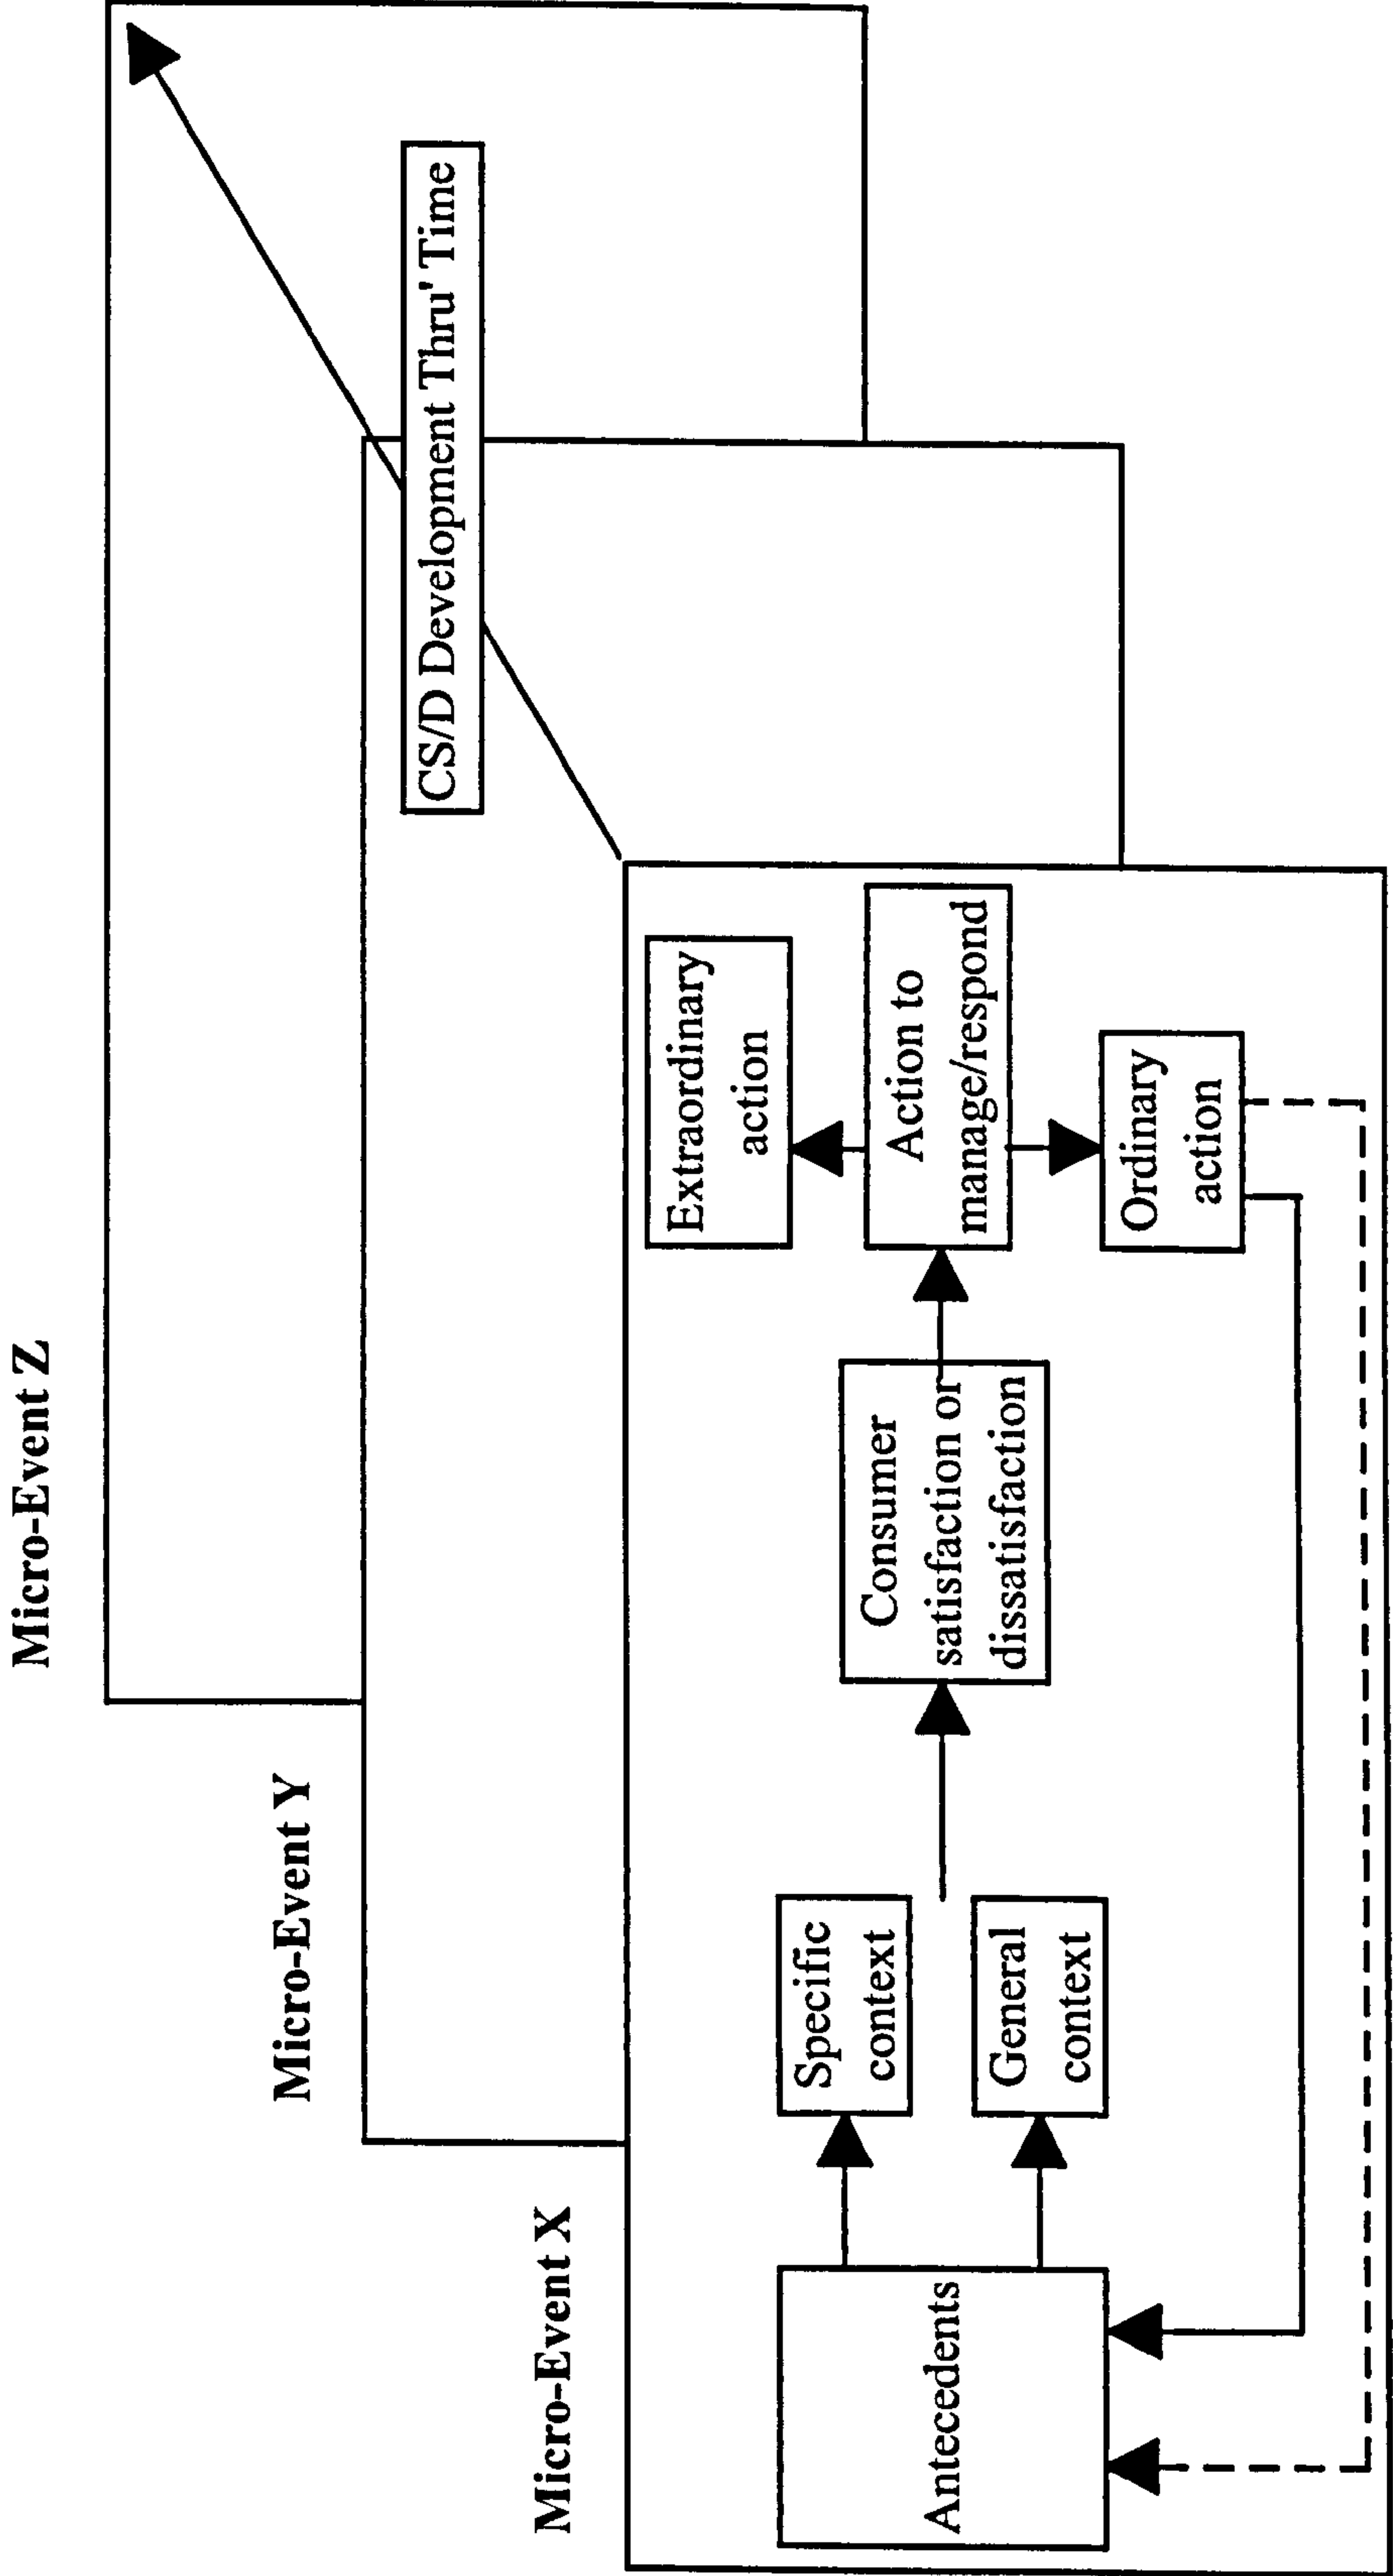 Micro-Event Z
Micro-Event Y
Micro-Event X
CS/D Development Thru' Time
Extraordinary
action
Specific
context
Antecedents
General
context
Consumer
satisfaction or
dissatisfaction
Action to
manage/respond
Ordinary
action